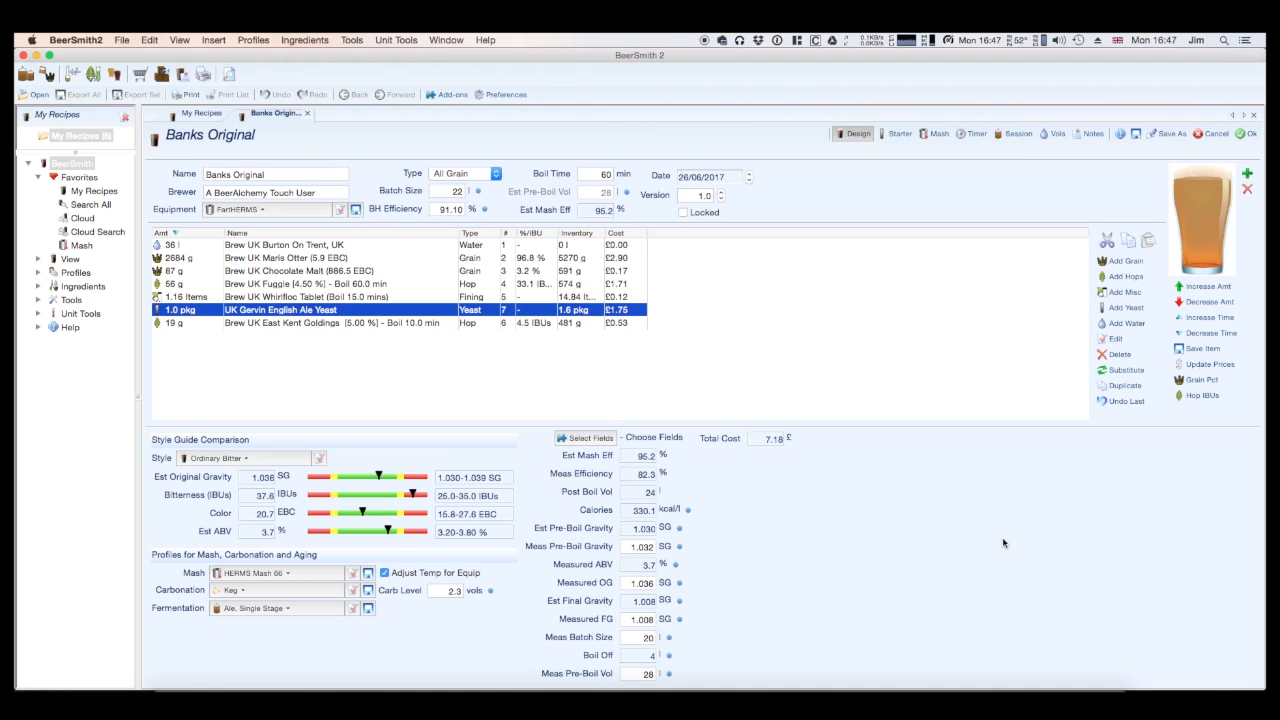 BeerSmith2 File Edit View Insert Profiles Ingredients Tools Unit Tools Window Help 0.1KB/s 0.0KB/s 52° Mon 16:47 Jim
BeerSmith 2
Open Export All Export Sel Print Print List Undo Redo Back Forward Add-ons Preferences
My Recipes
My Recipes (6)
BeerSmith
Favorites
My Recipes
Search All
Cloud
Cloud Search
Mash
View
Profiles
Ingredients
Tools
Unit Tools
Help
My Recipes Banks Origin...
Banks Original
Design Starter Mash Timer Session Vols Notes Save As Cancel Ok
Name Banks Original Type All Grain Boil Time 60 min Date 26/06/2017
Brewer A BeerAlchemy Touch User Batch Size 22 l Est Pre-Boil Vol 28 l Version 1.0
Equipment FartHERMS BH Efficiency 91.10 % Est Mash Eff 95.2 % Locked
Amt Name Type # %/IBU Inventory Cost
36 l Brew UK Burton On Trent, UK Water 1 - 0 l £0.00
2684 g Brew UK Maris Otter (5.9 EBC) Grain 2 96.8 % 5270 g £2.90
87 g Brew UK Chocolate Malt (886.5 EBC) Grain 3 3.2 % 591 g £0.17
56 g Brew UK Fuggle [4.50 %] - Boil 60.0 min Hop 4 33.1 IB... 574 g £1.71
1.16 Items Brew UK Whirlfloc Tablet (Boil 15.0 mins) Fining 5 - 14.84 It... £0.12
1.0 pkg UK Gervin English Ale Yeast Yeast 7 - 1.6 pkg £1.75
19 g Brew UK East Kent Goldings [5.00 %] - Boil 10.0 min Hop 6 4.5 IBUs 481 g £0.53
Add Grain
Add Hops
Add Misc
Add Yeast
Add Water
Edit
Delete
Substitute
Duplicate
Undo Last
Increase Amt
Decrease Amt
Increase Time
Decrease Time
Save Item
Update Prices
Grain Pct
Hop IBUs
Style Guide Comparison
Style Ordinary Bitter
Est Original Gravity 1.036 SG 1.030-1.039 SG
Bitterness (IBUs) 37.6 IBUs 25.0-35.0 IBUs
Color 20.7 EBC 15.8-27.6 EBC
Est ABV 3.7 % 3.20-3.80 %
Profiles for Mash, Carbonation and Aging
Mash HERMS Mash 66 Adjust Temp for Equip
Carbonation Keg Carb Level 2.3 vols
Fermentation Ale, Single Stage
Select Fields - Choose Fields Total Cost 7.18 £
Est Mash Eff 95.2 %
Meas Efficiency 82.3 %
Post Boil Vol 24 l
Calories 330.1 kcal/l
Est Pre-Boil Gravity 1.030 SG
Meas Pre-Boil Gravity 1.032 SG
Measured ABV 3.7 %
Measured OG 1.036 SG
Est Final Gravity 1.008 SG
Measured FG 1.008 SG
Meas Batch Size 20 l
Boil Off 4 l
Meas Pre-Boil Vol 28 l